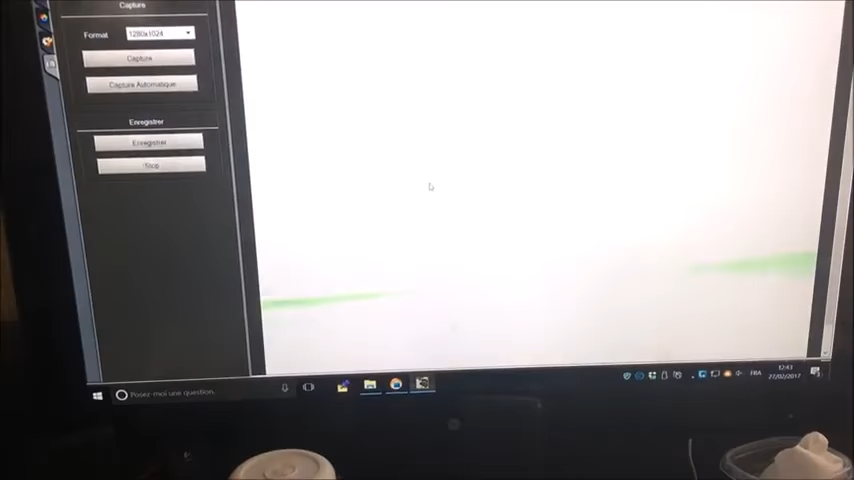 Capture
Format 1280x1024
Capture
Capture Automatique
Enregistrer
Enregistrer
Stop
Posez-moi une question.
FRA
12:43
27/02/2017